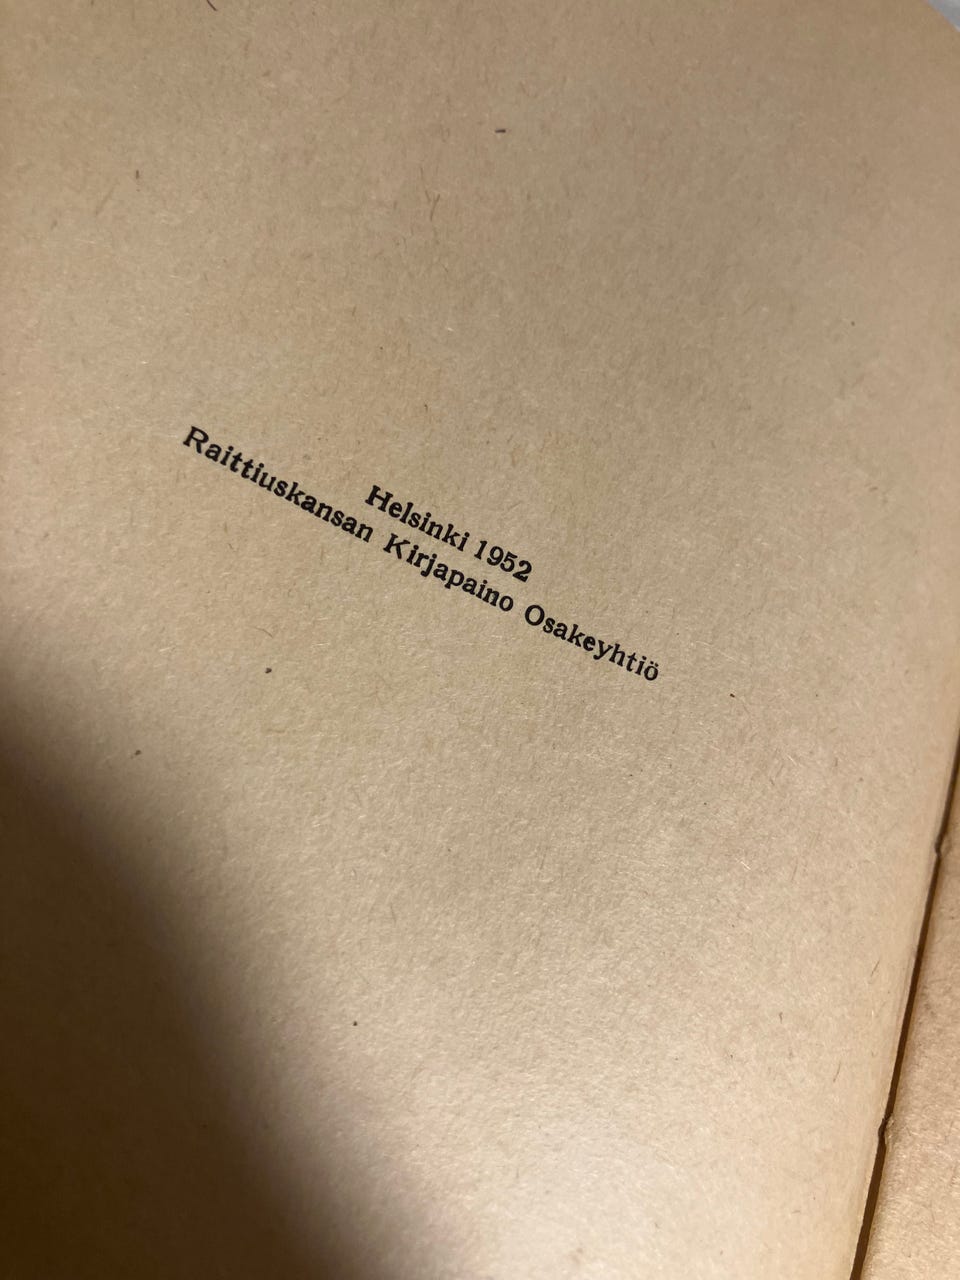 Helsinki 1952
Raittiuskansan Kirjapaino Osakeyhtiö